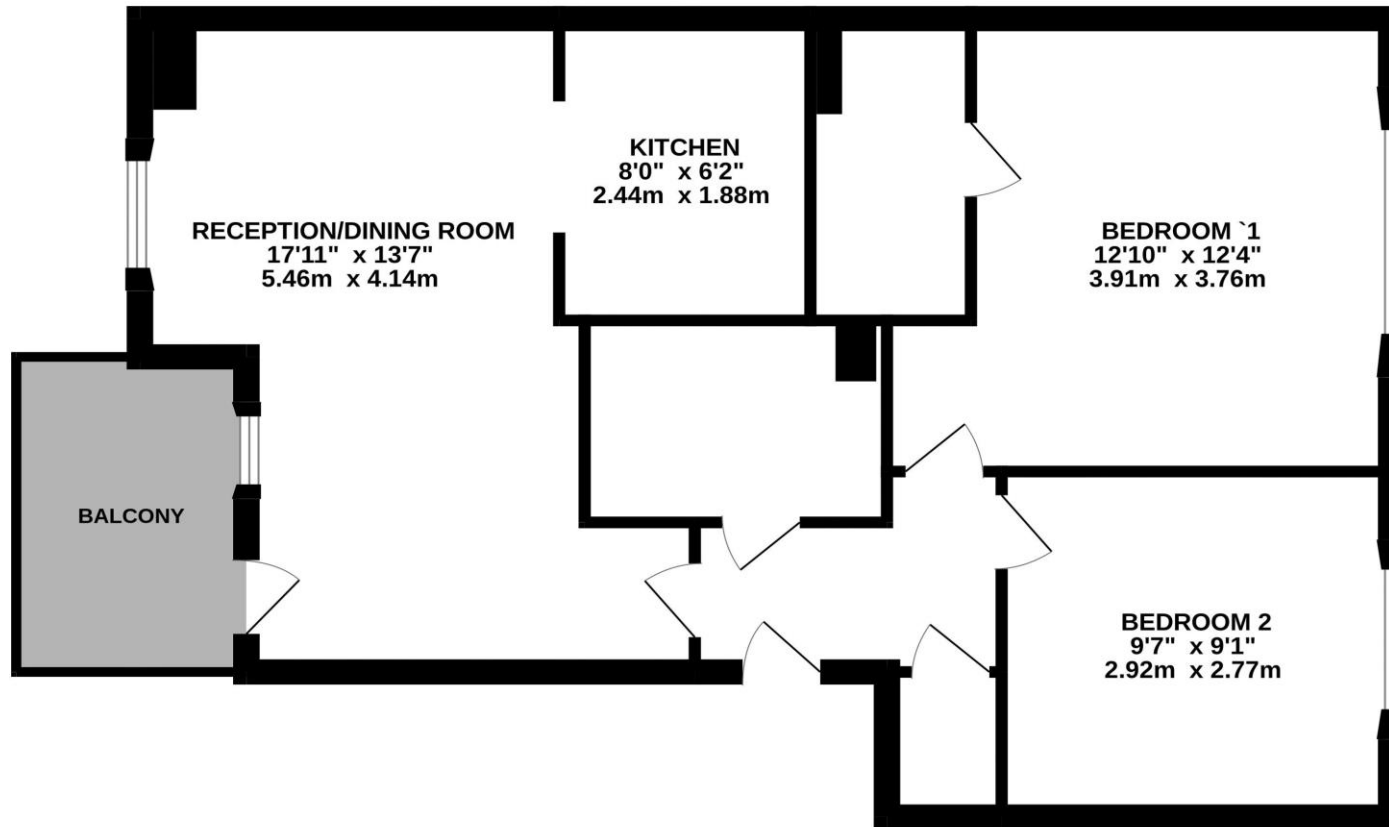 KITCHEN
8'0" x 6'2"
2.44m x 1.88m
RECEPTION/DINING ROOM
17'11" x 13'7"
5.46m x 4.14m
BEDROOM `1
12'10" x 12'4"
3.91m x 3.76m
BALCONY
BEDROOM 2
9'7" x 9'1"
2.92m x 2.77m